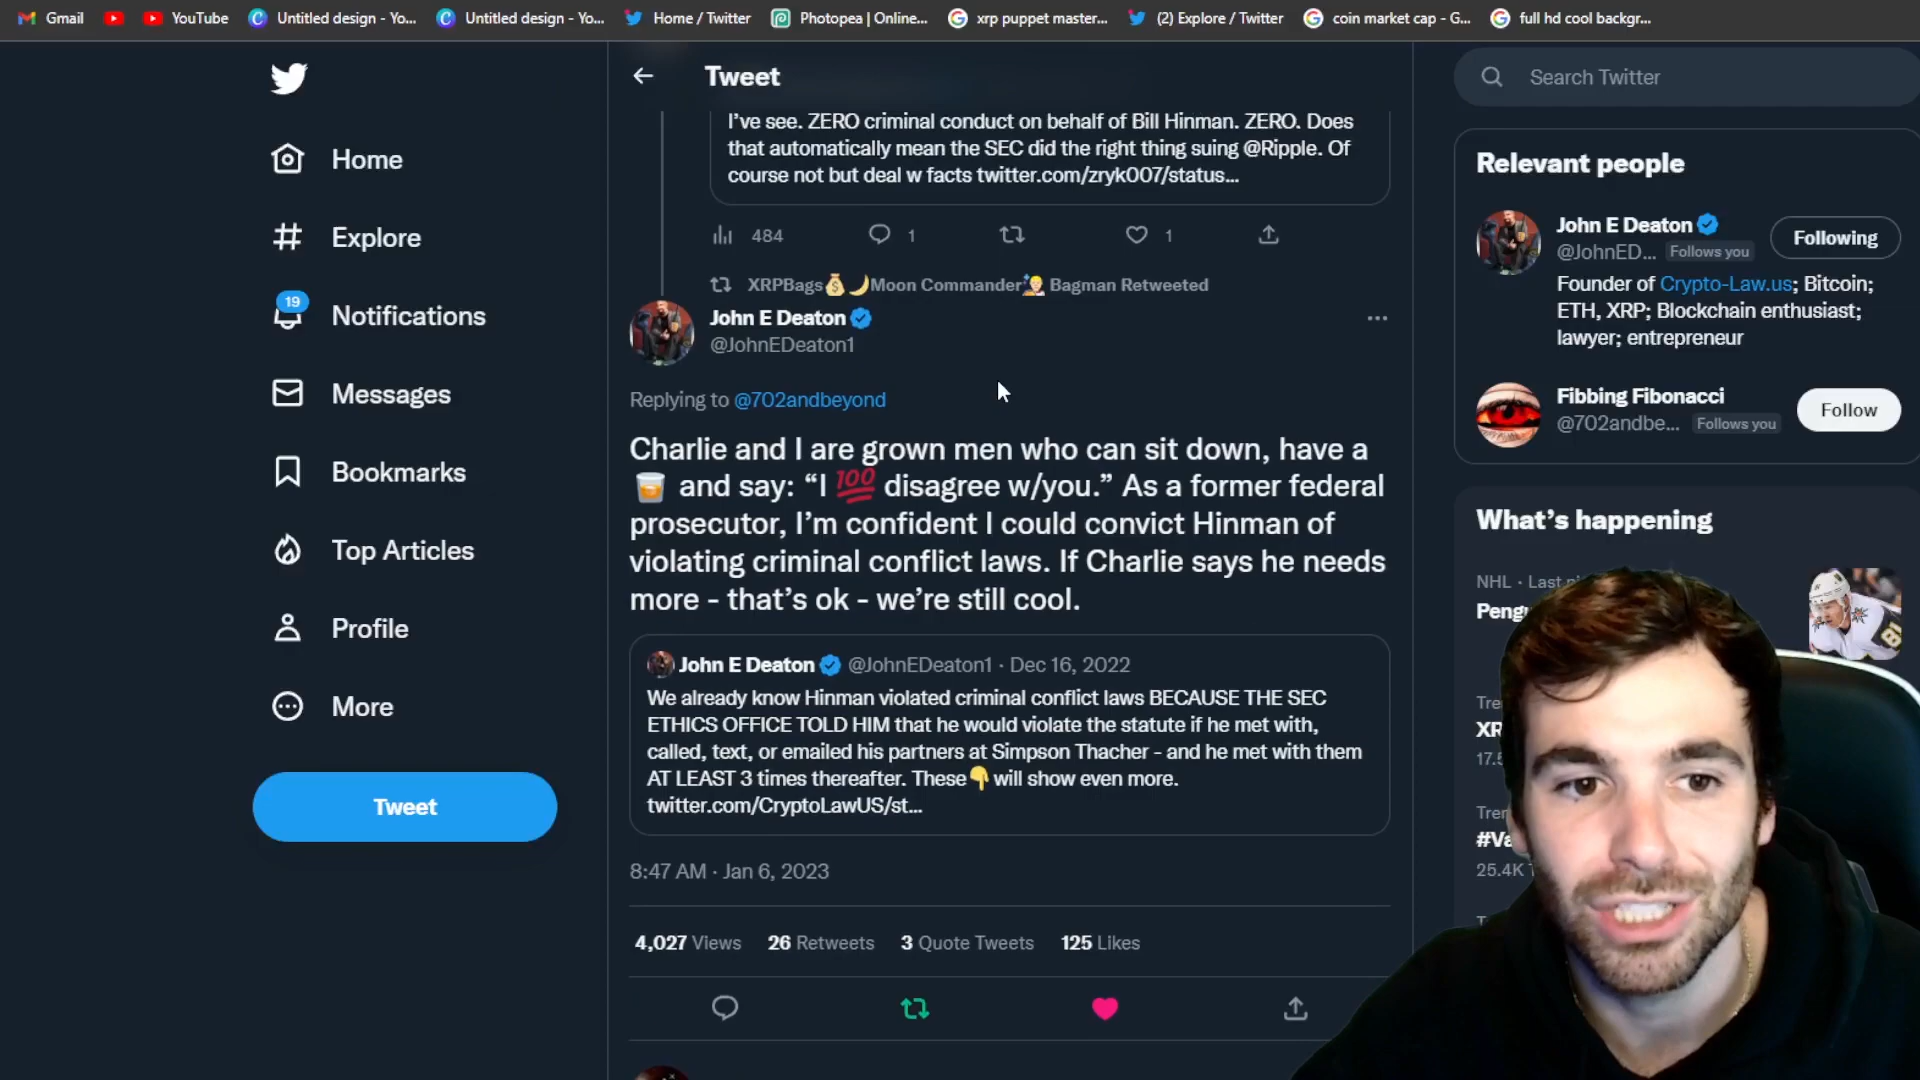 Gmail YouTube Untitled design - Yo... Untitled design - Yo... Home / Twitter Photopea | Online... xrp puppet master... (2) Explore / Twitter coin market cap - G... full hd cool backgr...
Tweet
Search Twitter
Home
Explore
19
Notifications
Messages
Bookmarks
Top Articles
Profile
More
Tweet
I've see. ZERO criminal conduct on behalf of Bill Hinman. ZERO. Does
that automatically mean the SEC did the right thing suing @Ripple. Of
course not but deal w facts twitter.com/zryk007/status...
484 1 1
XRPBags💰🌙Moon Commander Bagman Retweeted
John E Deaton
@JohnEDeaton1
Replying to @702andbeyond
Charlie and I are grown men who can sit down, have a
🥃 and say: “I 💯 disagree w/you.” As a former federal
prosecutor, I’m confident I could convict Hinman of
violating criminal conflict laws. If Charlie says he needs
more - that’s ok - we’re still cool.
John E Deaton @JohnEDeaton1 · Dec 16, 2022
We already know Hinman violated criminal conflict laws BECAUSE THE SEC
ETHICS OFFICE TOLD HIM that he would violate the statute if he met with,
called, text, or emailed his partners at Simpson Thacher - and he met with them
AT LEAST 3 times thereafter. These👇will show even more.
twitter.com/CryptoLawUS/st...
8:47 AM · Jan 6, 2023
4,027 Views 26 Retweets 3 Quote Tweets 125 Likes
Relevant people
John E Deaton
Following
@JohnED... Follows you
Founder of Crypto-Law.us; Bitcoin;
ETH, XRP; Blockchain enthusiast;
lawyer; entrepreneur
Fibbing Fibonacci
@702andbe... Follows you
Follow
What’s happening
NHL · Last
81
25.4K